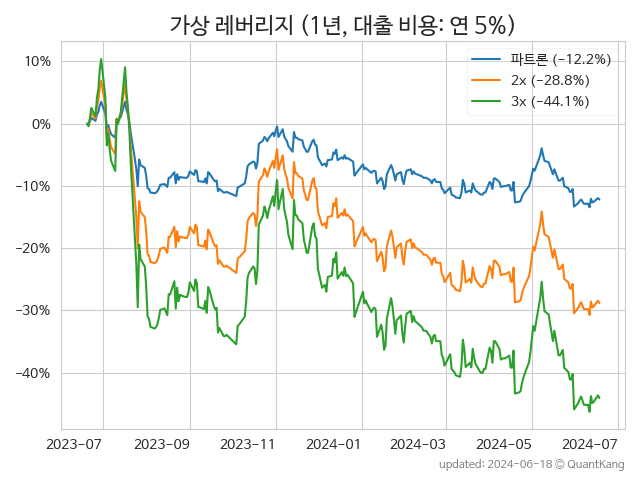 가상 레버리지 (1년, 대출 비용: 연 5%)
파트론 (−12.2%)
2x (−28.8%)
3x (−44.1%)
10%
0%
−10%
−20%
−30%
−40%
2023-07
2023-09
2023-11
2024-01
2024-03
2024-05
2024-07
updated: 2024-06-18 © QuantKang